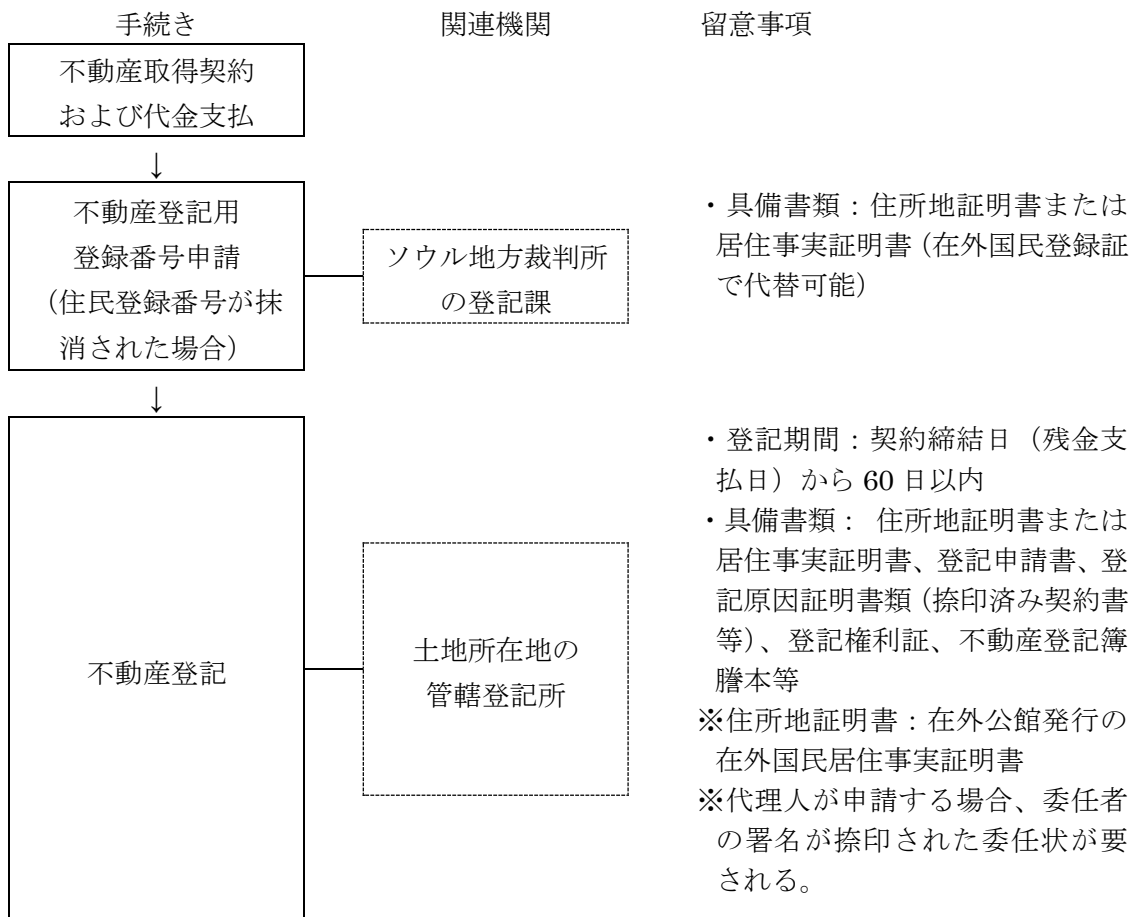 手続き 関連機関 留意事項
不動産取得契約
および代金支払
↓
不動産登記用
登録番号申請
（住民登録番号が抹
消された場合）
ソウル地方裁判所
の登記課
・具備書類：住所地証明書または
居住事実証明書（在外国民登録証
で代替可能）
↓
不動産登記
土地所在地の
管轄登記所
・登記期間：契約締結日（残金支
払日）から 60 日以内
・具備書類： 住所地証明書または
居住事実証明書、登記申請書、登
記原因証明書類（捺印済み契約書
等）、登記権利証、不動産登記簿
謄本等
※住所地証明書：在外公館発行の
在外国民居住事実証明書
※代理人が申請する場合、委任者
の署名が捺印された委任状が要
される。